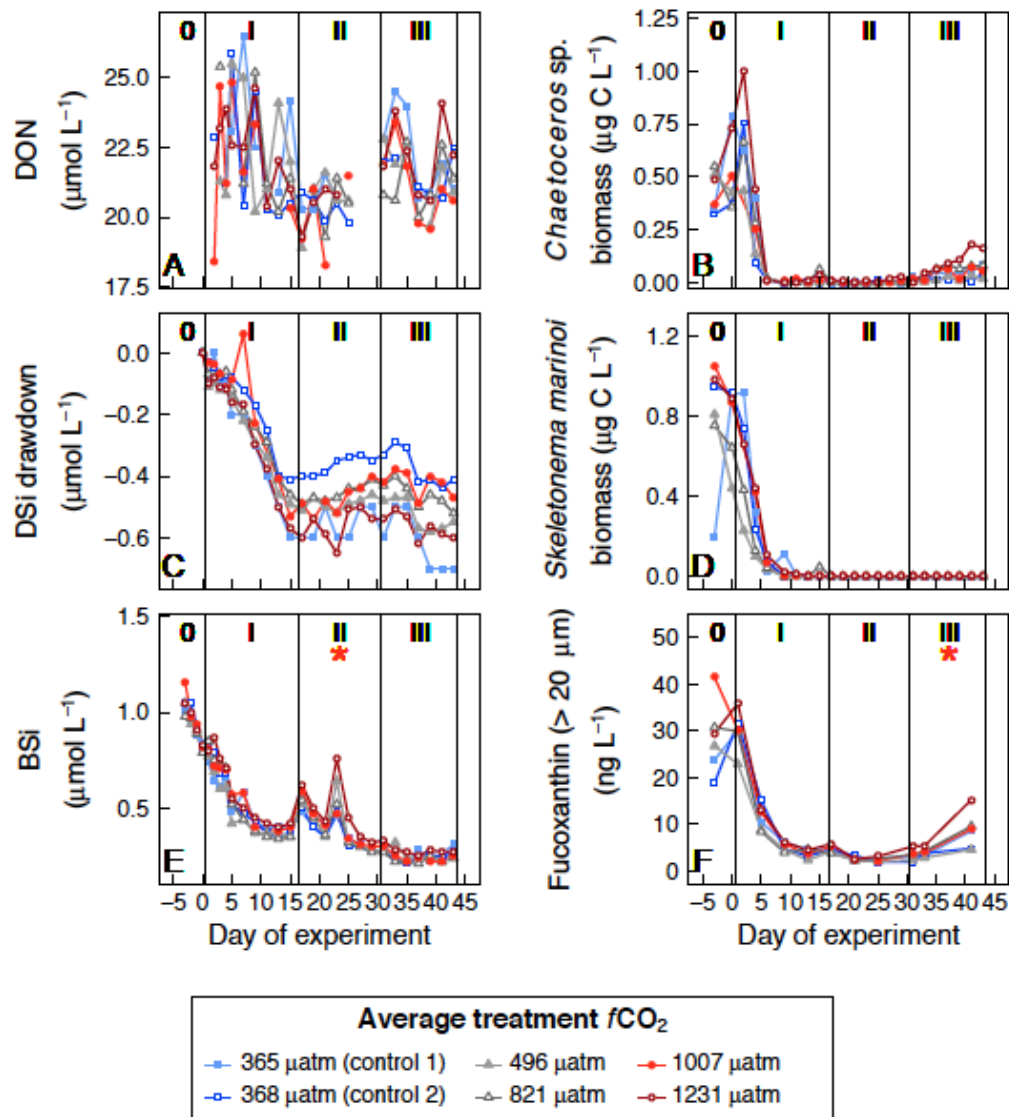 0 I II III
25.0
22.5
20.0
17.5
DON
(μmol L⁻¹)
A
0 I II III
1.25
1.00
0.75
0.50
0.25
0.00
Chaetoceros sp.
biomass (μg C L⁻¹)
B
0 I II III
0.0
−0.2
−0.4
−0.6
DSi drawdown
(μmol L⁻¹)
C
0 I II III
1.2
0.8
0.4
0.0
Skeletonema marinoi
biomass (μg C L⁻¹)
D
0 I II III
*
1.5
1.0
0.5
BSi
(μmol L⁻¹)
E
−5 0 5 10 15 20 25 30 35 40 45
Day of experiment
0 I II III
*
50
40
30
20
10
0
Fucoxanthin (> 20 μm)
(ng L⁻¹)
F
−5 0 5 10 15 20 25 30 35 40 45
Day of experiment
Average treatment fCO₂
365 μatm (control 1) 496 μatm 1007 μatm
368 μatm (control 2) 821 μatm 1231 μatm